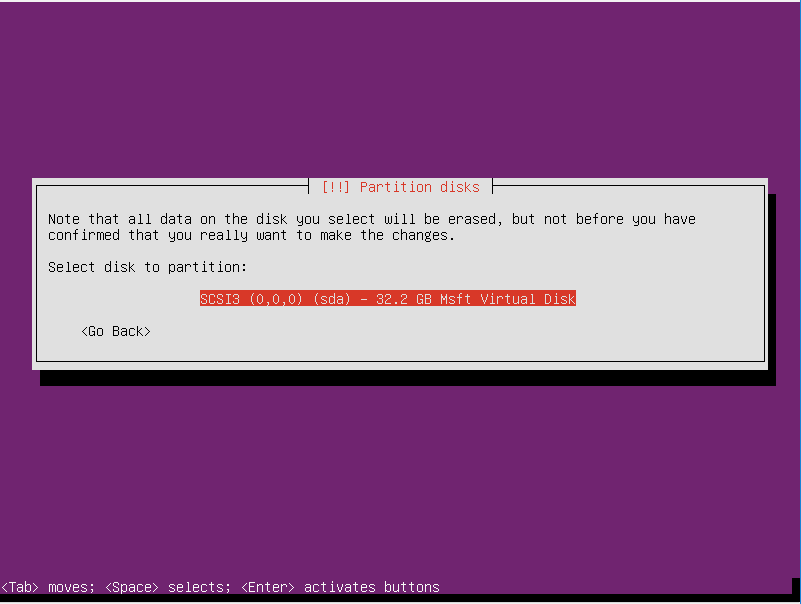 [!!] Partition disks
Note that all data on the disk you select will be erased, but not before you have
confirmed that you really want to make the changes.
Select disk to partition:
SCSI3 (0,0,0) (sda) - 32.2 GB Msft Virtual Disk
<Go Back>
<Tab> moves; <Space> selects; <Enter> activates buttons